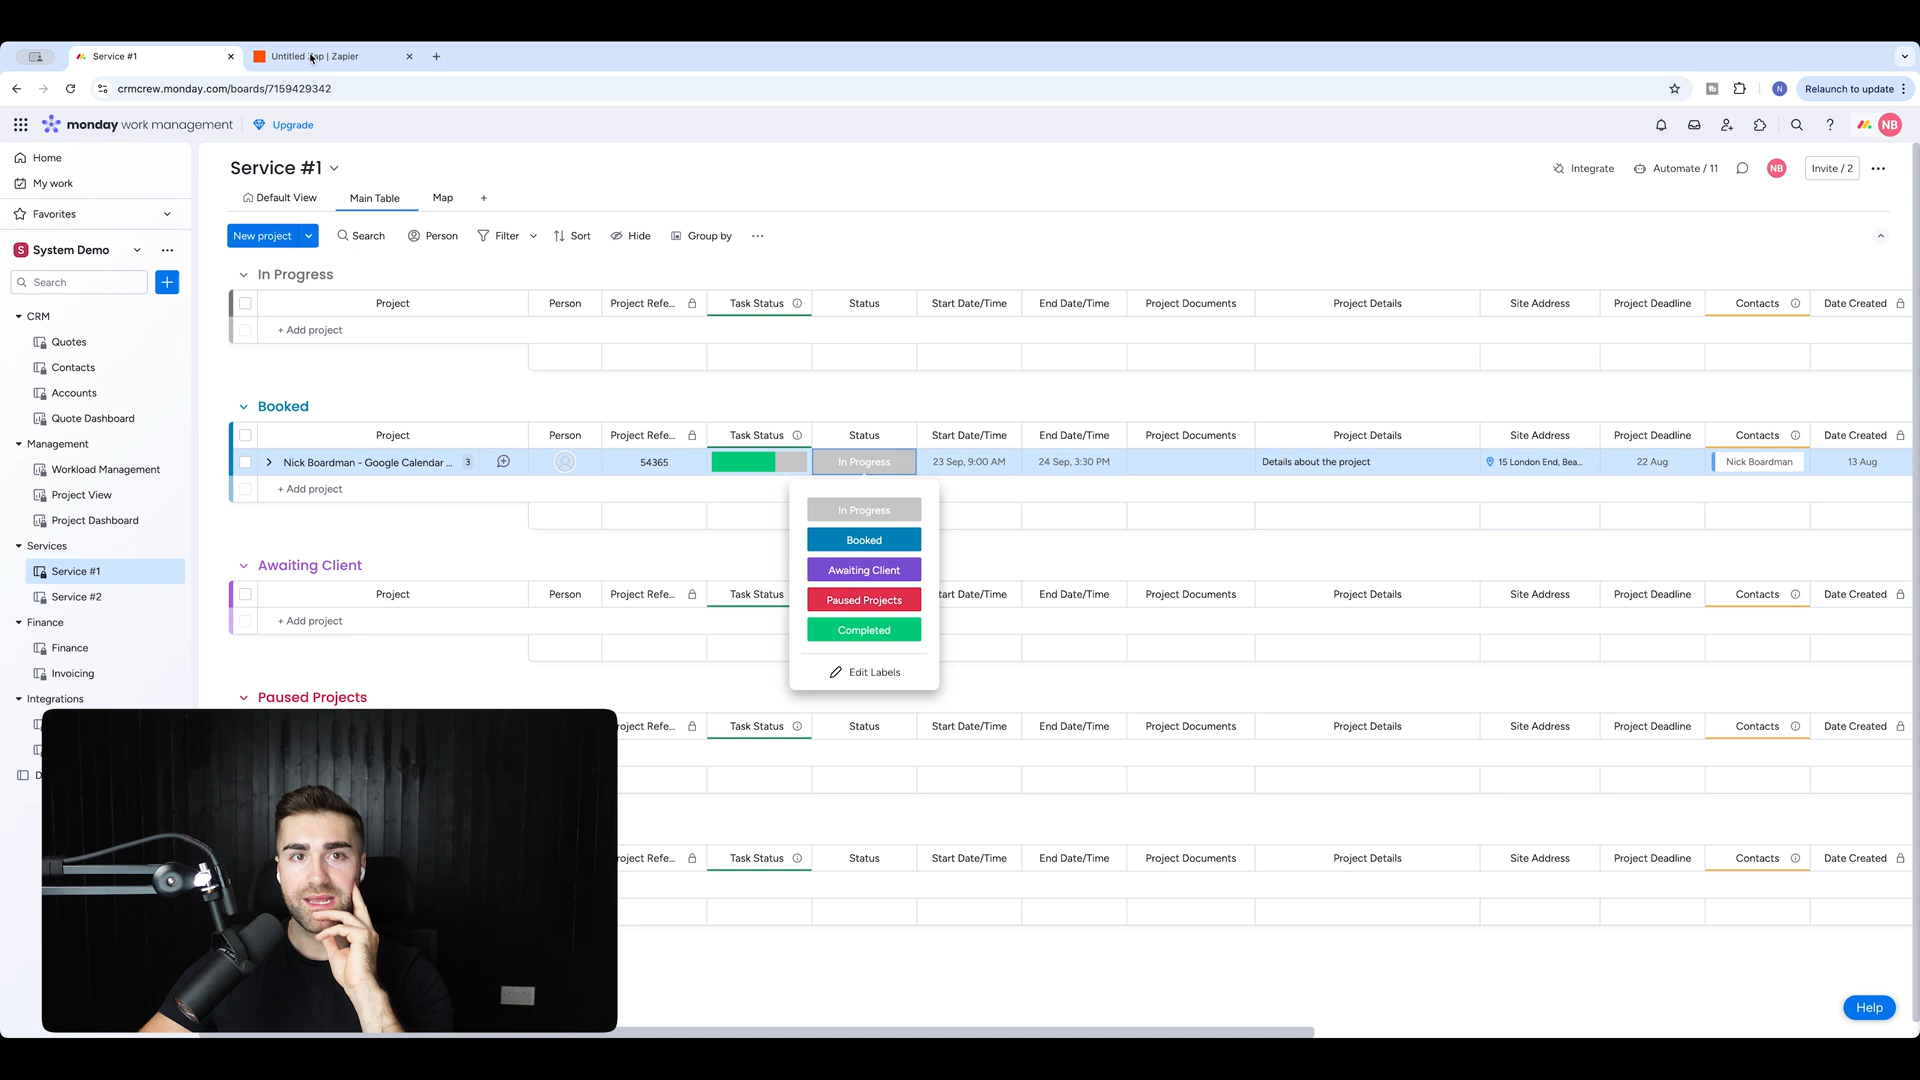 Service #1
Untitled Zap | Zapier
crmcrew.monday.com/boards/7159429342
N
Relaunch to update
monday work management
Upgrade
NB
Home
My work
Favorites
S System Demo
Search
CRM
Quotes
Contacts
Accounts
Quote Dashboard
Management
Workload Management
Project View
Project Dashboard
Services
Service #1
Service #2
Finance
Finance
Invoicing
Integrations
D
Service #1
Integrate
Automate / 11
NB
Invite / 2
Default View
Main Table
Map
New project
Search
Person
Filter
Sort
Hide
Group by
In Progress
Project Person Project Refe... Task Status Status Start Date/Time End Date/Time Project Documents Project Details Site Address Project Deadline Contacts Date Created
+ Add project
Booked
Project Person Project Refe... Task Status Status Start Date/Time End Date/Time Project Documents Project Details Site Address Project Deadline Contacts Date Created
Nick Boardman - Google Calendar ... 3 54365 In Progress 23 Sep, 9:00 AM 24 Sep, 3:30 PM Details about the project 15 London End, Bea... 22 Aug Nick Boardman 13 Aug
+ Add project
In Progress
Booked
Awaiting Client
Paused Projects
Completed
Edit Labels
Awaiting Client
Project Person Project Refe... Task Status tart Date/Time End Date/Time Project Documents Project Details Site Address Project Deadline Contacts Date Created
+ Add project
Paused Projects
roject Refe... Task Status Status Start Date/Time End Date/Time Project Documents Project Details Site Address Project Deadline Contacts Date Created
roject Refe... Task Status Status Start Date/Time End Date/Time Project Documents Project Details Site Address Project Deadline Contacts Date Created
Help